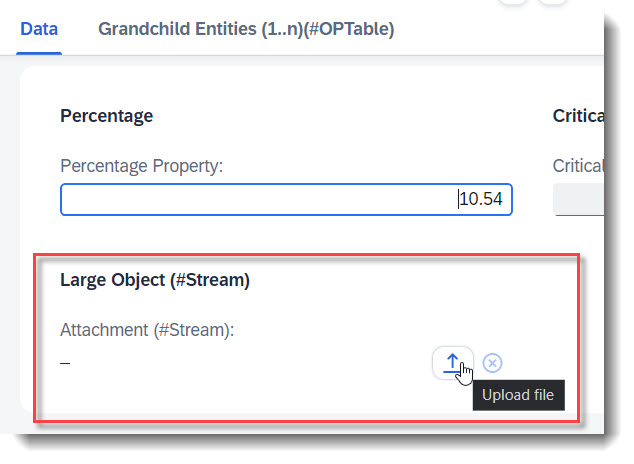 Data
Grandchild Entities (1..n)(#OPTable)
Percentage
Critica
Percentage Property:
Critical
10.54
Large Object (#Stream)
Attachment (#Stream):
–
Upload file